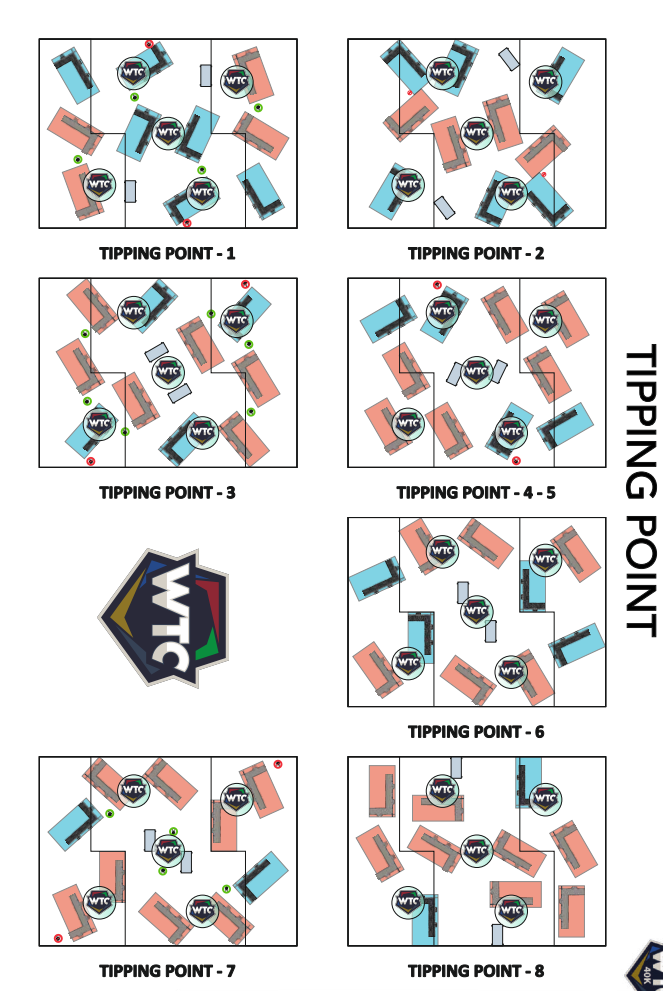 WTC
WTC
WTC
WTC
WTC
WTC
WTC
WTC
WTC
WTC
TIPPING POINT - 1
TIPPING POINT - 2
WTC
WTC
WTC
WTC
WTC
WTC
WTC
WTC
WTC
WTC
TIPPING POINT - 3
TIPPING POINT - 4 - 5
TIPPING POINT
WTC
WTC
WTC
WTC
WTC
WTC
TIPPING POINT - 6
WTC
WTC
WTC
WTC
WTC
WTC
WTC
WTC
WTC
WTC
TIPPING POINT - 7
TIPPING POINT - 8
40K